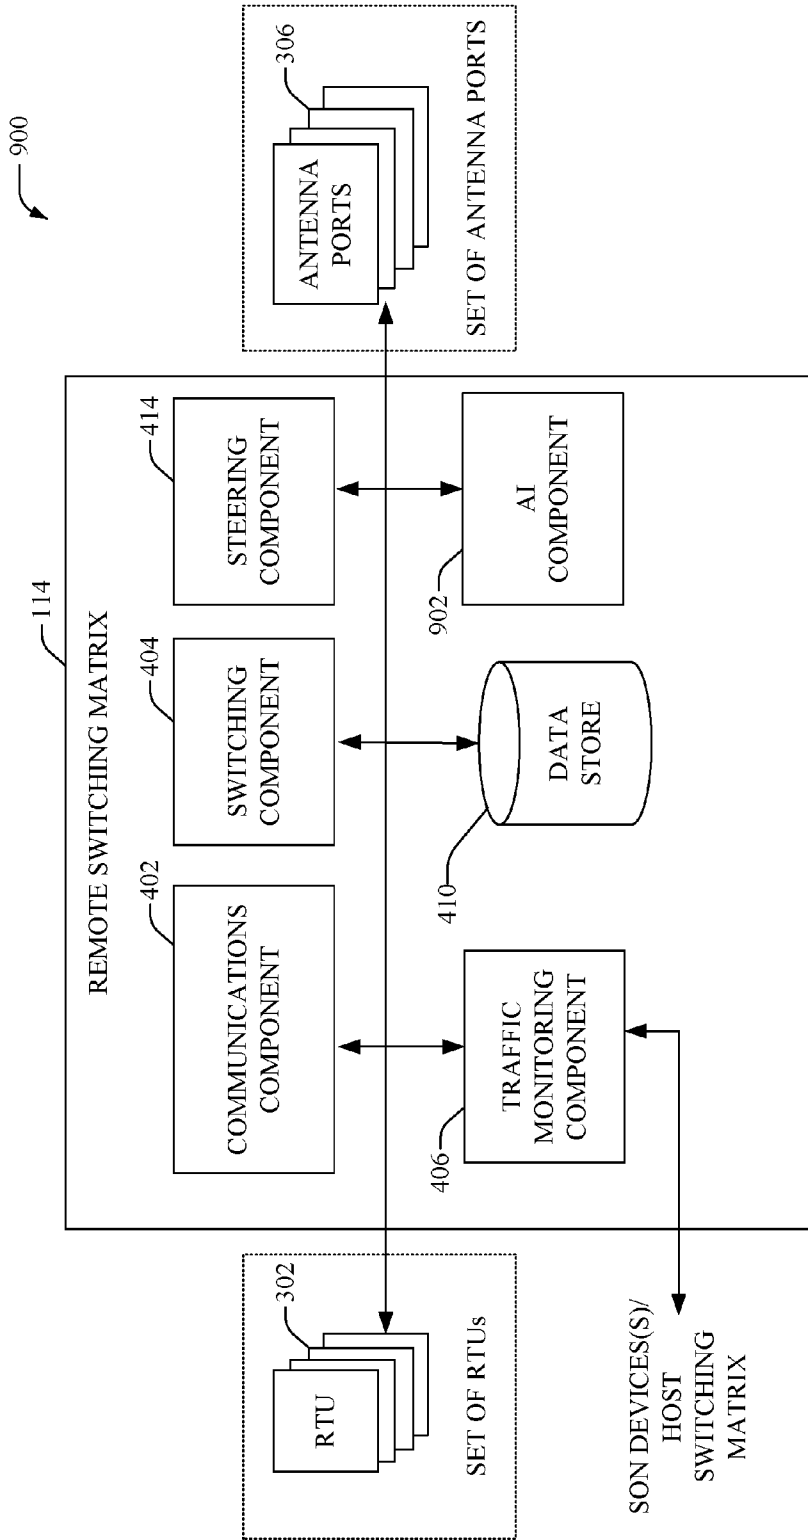 900
114
REMOTE SWITCHING MATRIX
402
COMMUNICATIONS
COMPONENT
404
SWITCHING
COMPONENT
414
STEERING
COMPONENT
302
RTU
SET OF RTUs
306
ANTENNA
PORTS
SET OF ANTENNA PORTS
406
TRAFFIC
MONITORING
COMPONENT
410
DATA
STORE
902
AI
COMPONENT
SON DEVICES(S)/
HOST
SWITCHING
MATRIX